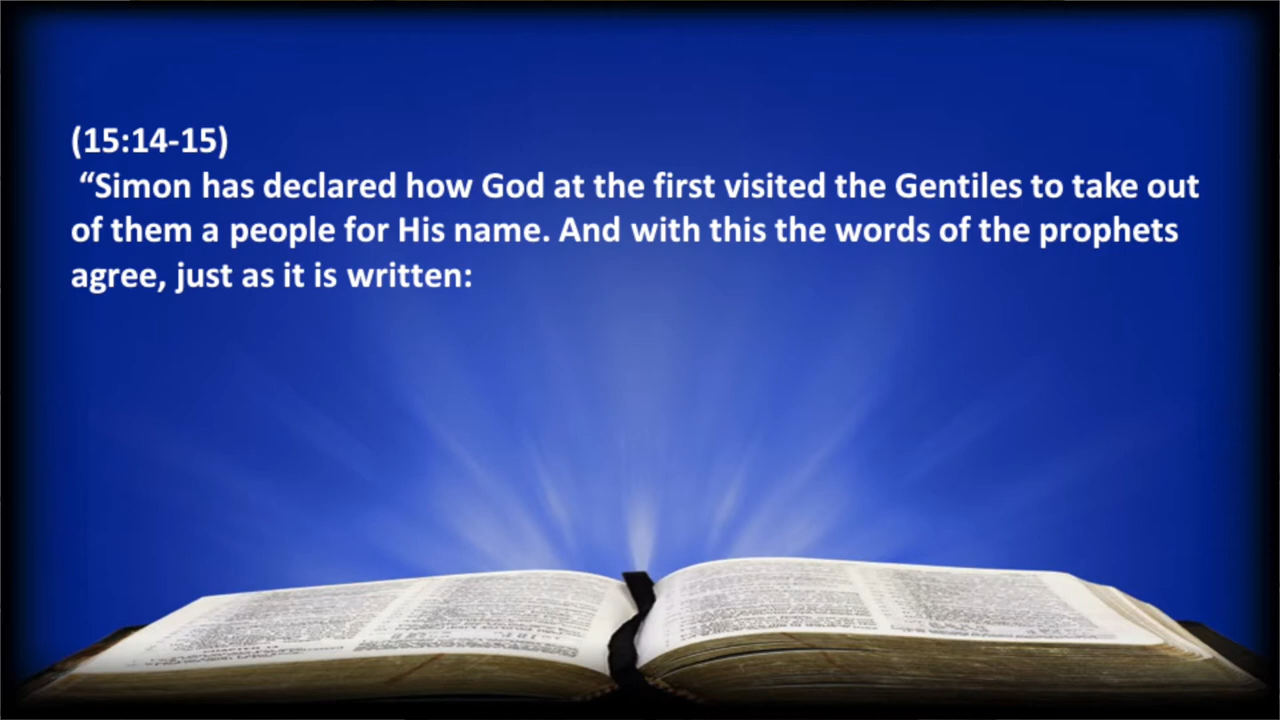 (15:14-15)
“Simon has declared how God at the first visited the Gentiles to take out
of them a people for His name. And with this the words of the prophets
agree, just as it is written: